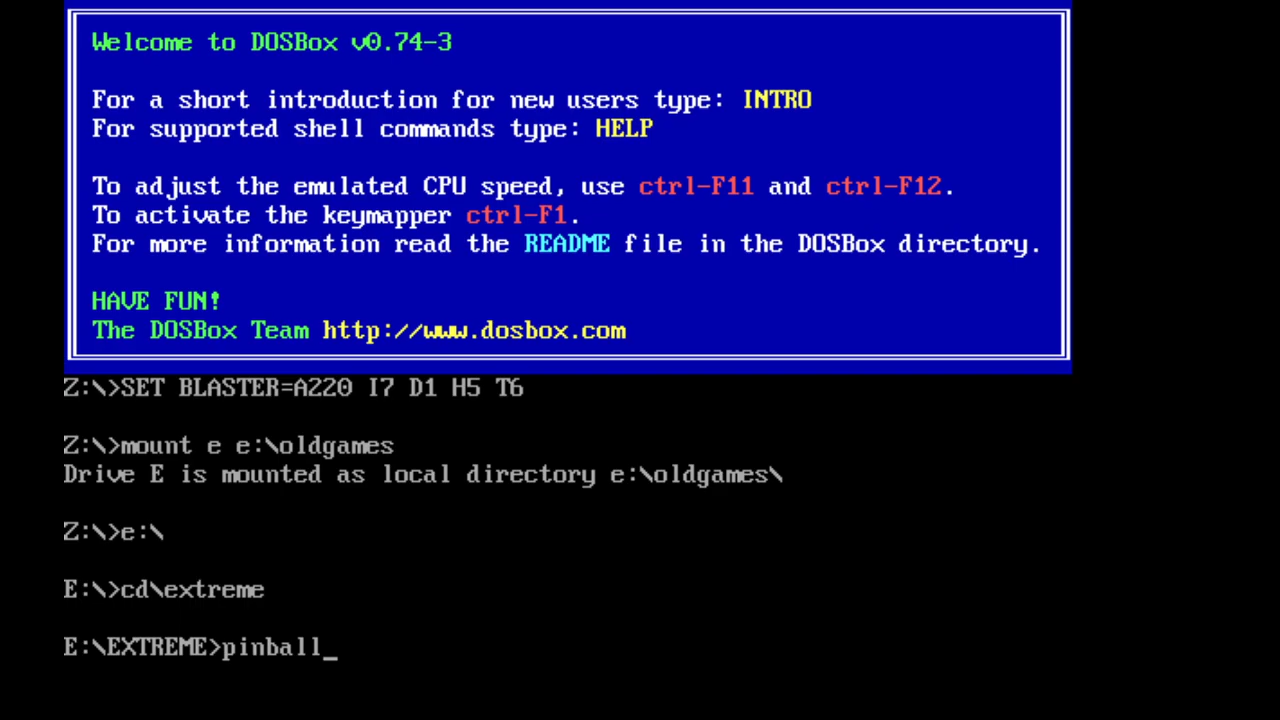 Welcome to DOSBox v0.74-3
For a short introduction for new users type: INTRO
For supported shell commands type: HELP
To adjust the emulated CPU speed, use ctrl-F11 and ctrl-F12.
To activate the keymapper ctrl-F1.
For more information read the README file in the DOSBox directory.
HAVE FUN!
The DOSBox Team http://www.dosbox.com
Z:\>SET BLASTER=A220 I7 D1 H5 T6
Z:\>mount e e:\oldgames
Drive E is mounted as local directory e:\oldgames\
Z:\>e:\
E:\>cd\extreme
E:\EXTREME>pinball_